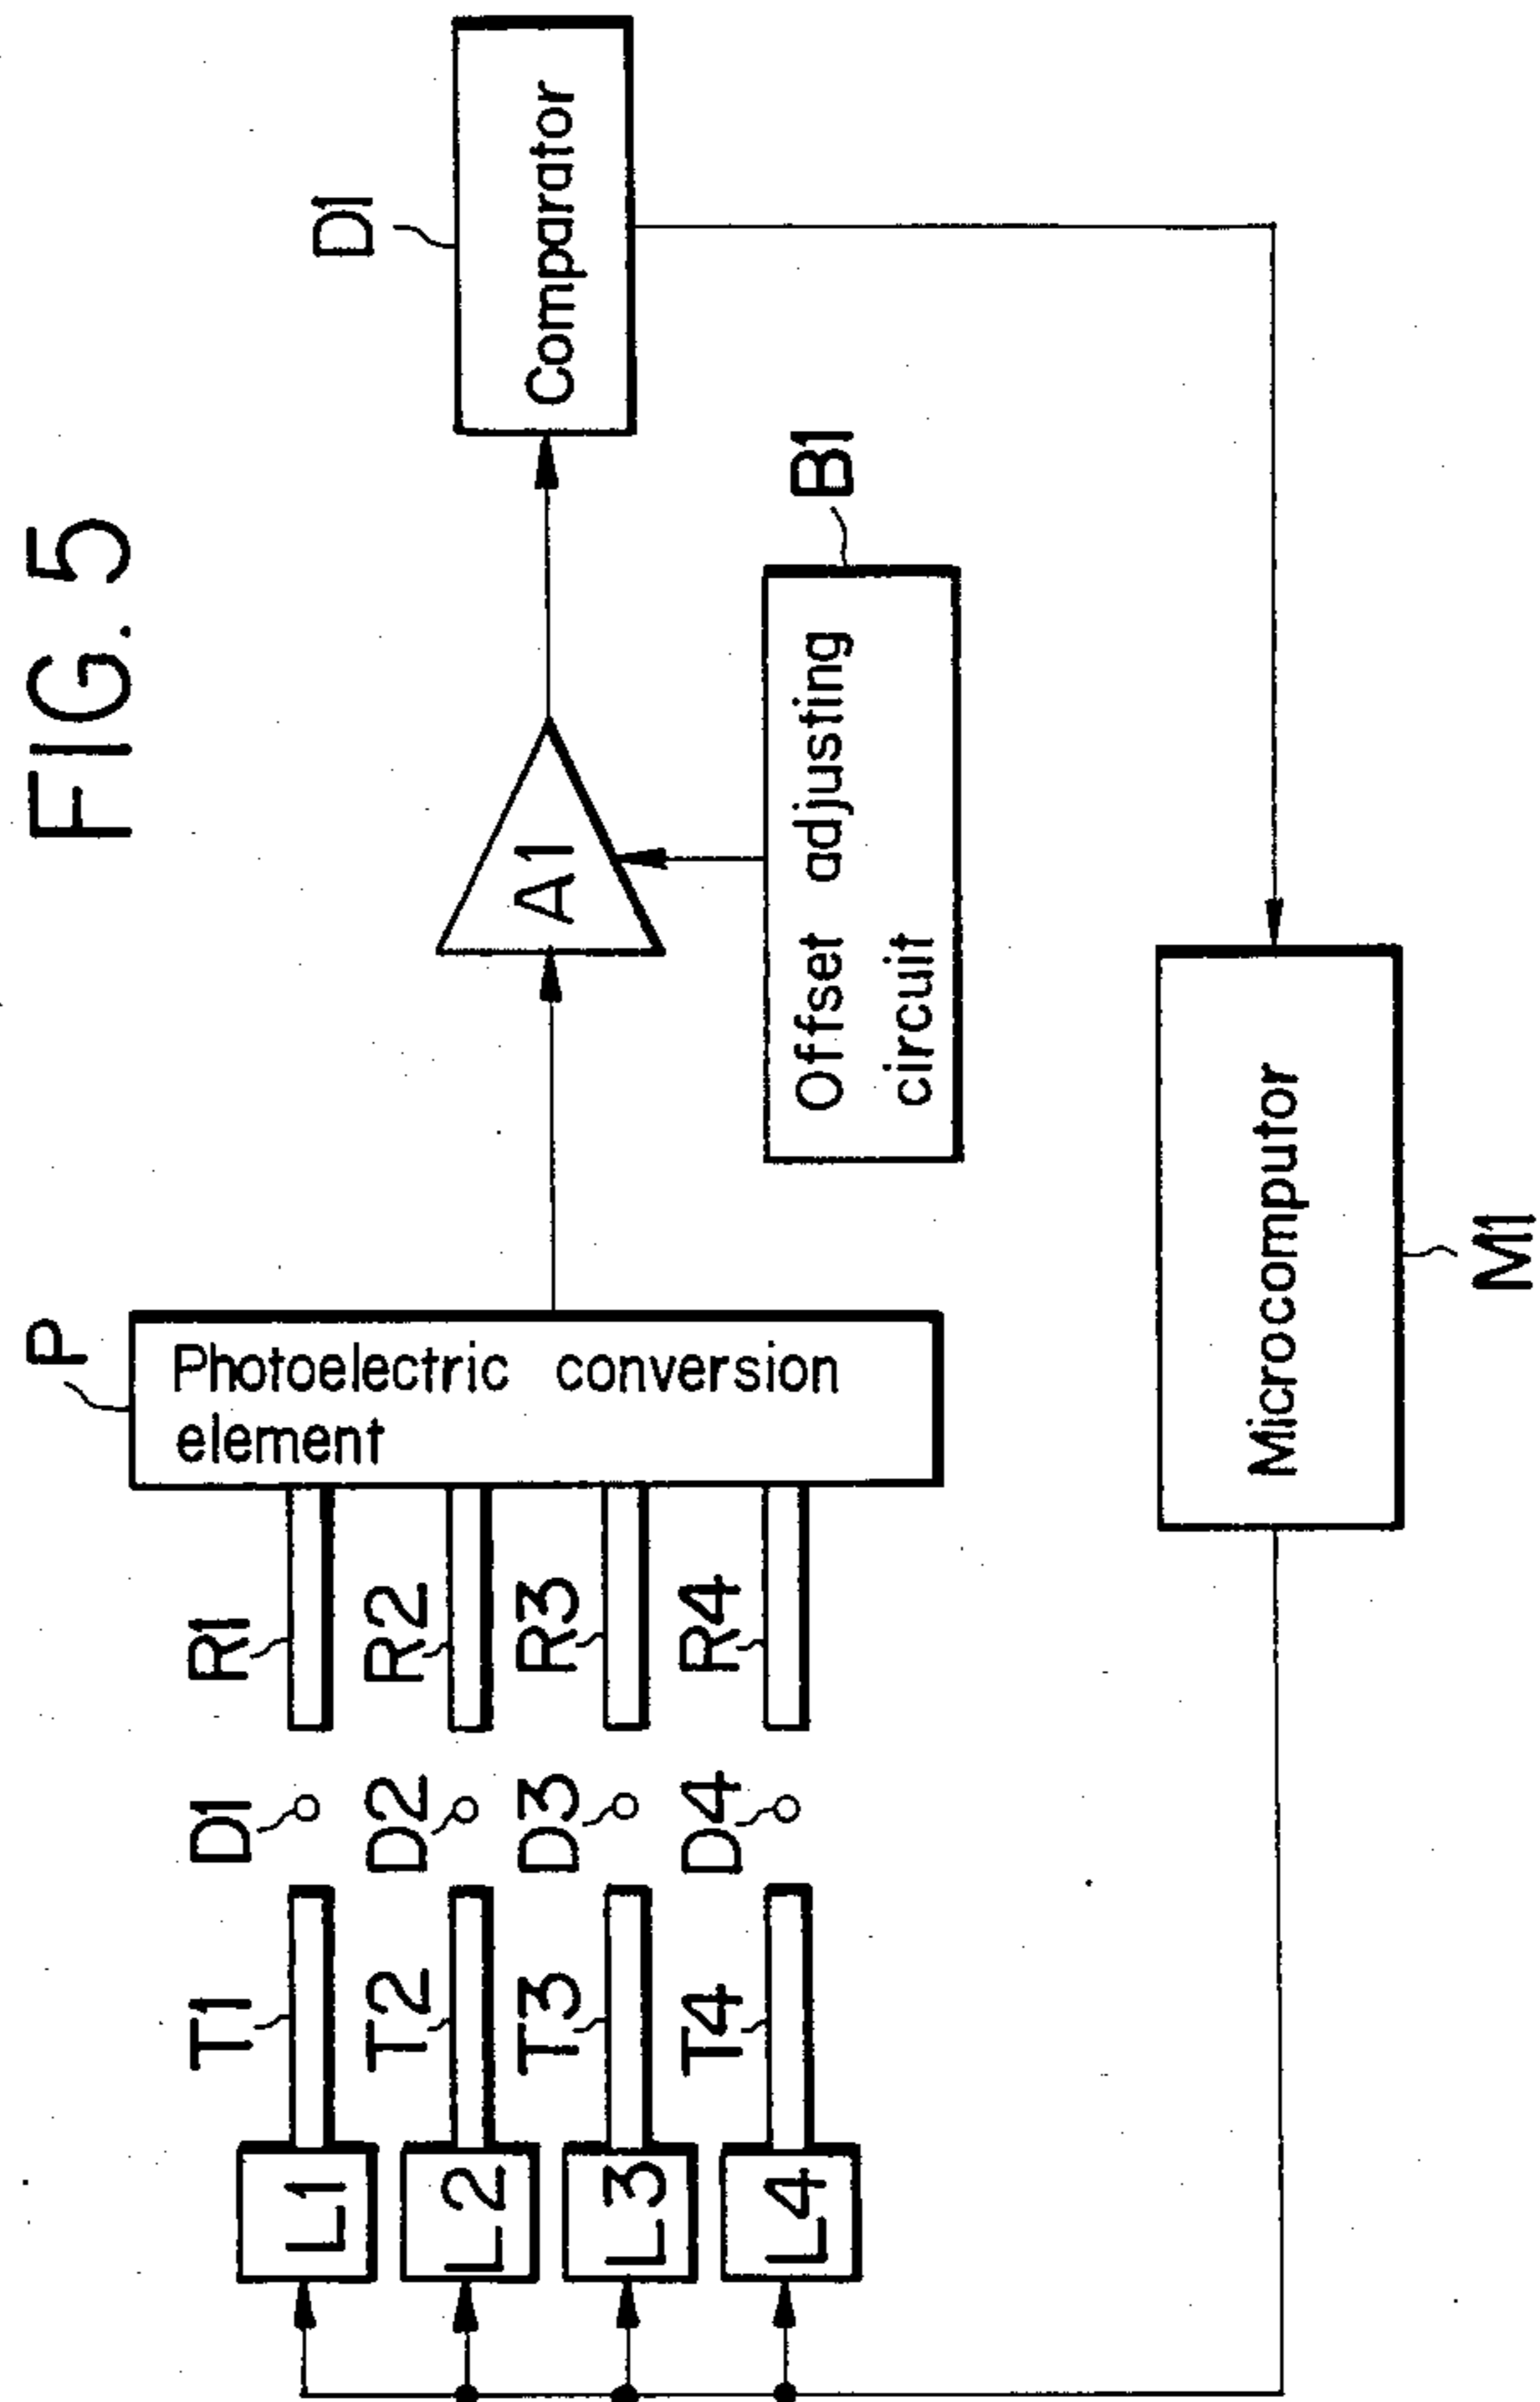 FIG. 5
L1
L2
L3
L4
T1
T2
T3
T4
D1
D2
D3
D4
R1
R2
R3
R4
P
Photoelectric conversion
element
A1
Offset adjusting
circuit
B1
Comparator
D1
Microcomputor
M1